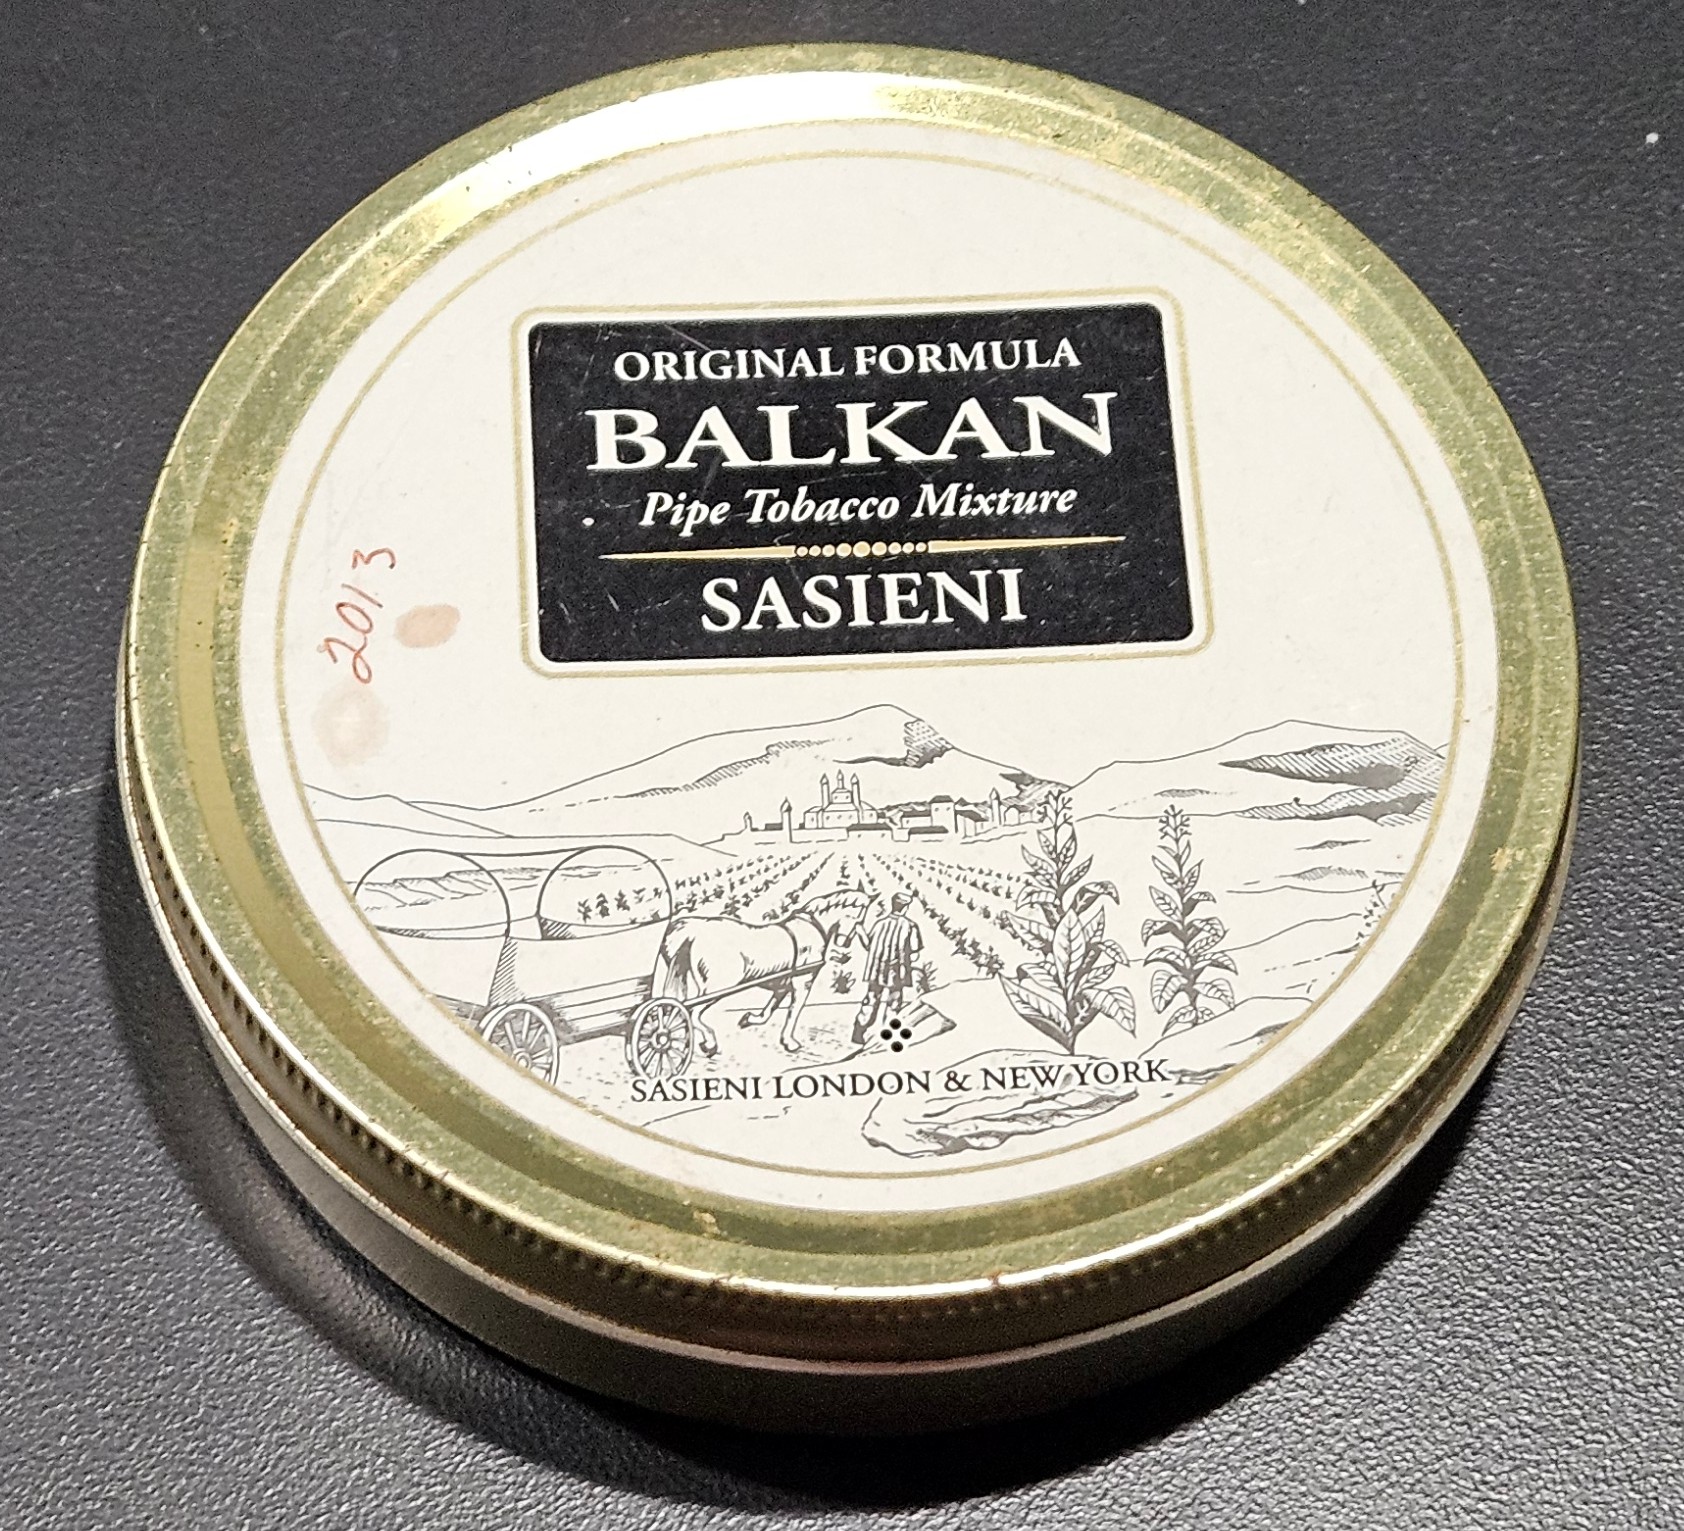 ORIGINAL FORMULA
BALKAN
Pipe Tobacco Mixture
SASIENI
2013
SASIENI LONDON & NEW YORK